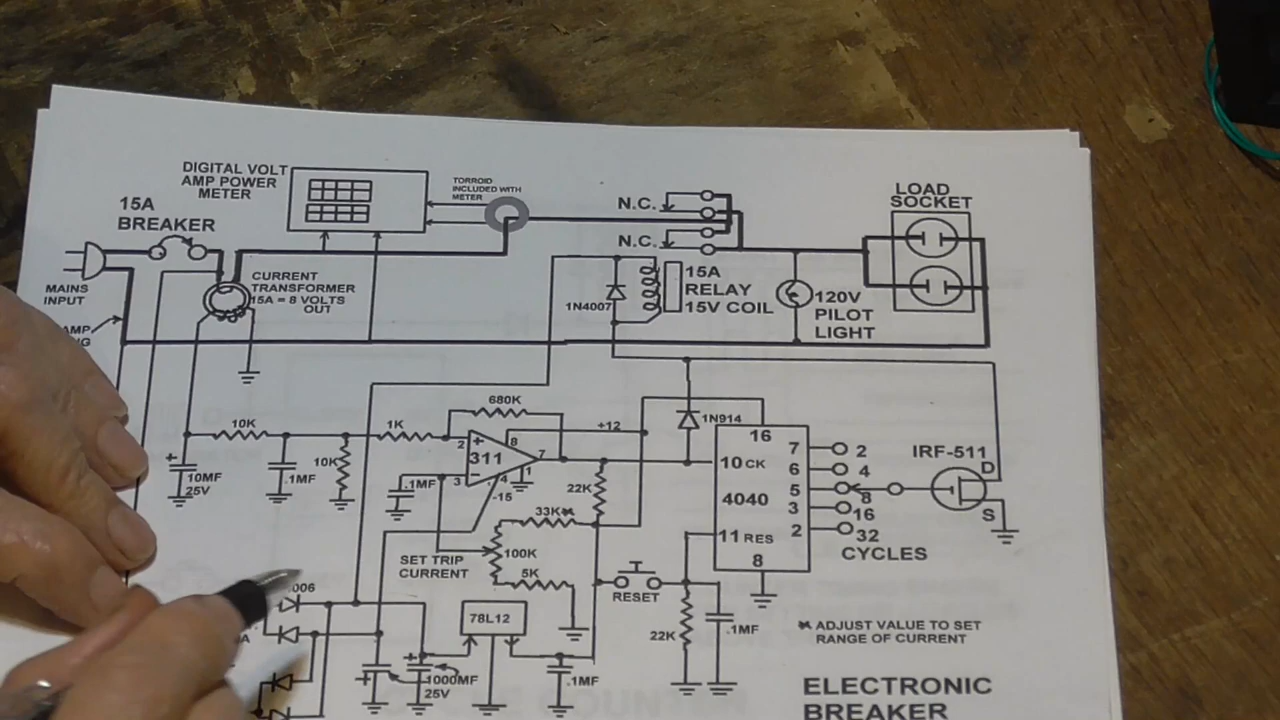 DIGITAL VOLT
AMP POWER
METER
TORROID
INCLUDED WITH
METER
15A
BREAKER
N.C.
N.C.
LOAD
SOCKET
MAINS
INPUT
CURRENT
TRANSFORMER
15A = 8 VOLTS
OUT
1N4007
15A
RELAY
15V COIL
120V
PILOT
LIGHT
AMP
680K
10K
1K
+12
1N914
16
2
+
8
311
7
10 CK
7
2
IRF-511
D
10K
3
-
4
1
6
4
+
10MF
25V
.1MF
.1MF
-15
22K
4040
5
8
S
33K*
3
16
11 RES
2
32
SET TRIP
CURRENT
100K
8
CYCLES
5K
RESET
006
78L12
22K
.1MF
* ADJUST VALUE TO SET
RANGE OF CURRENT
+
+
1000MF
25V
.1MF
ELECTRONIC
BREAKER